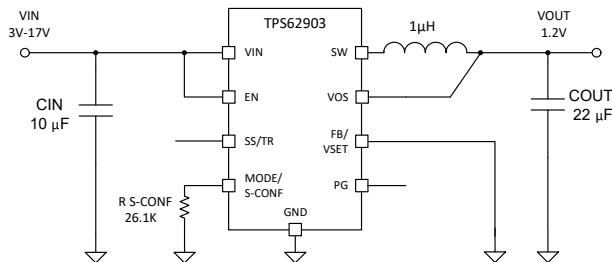 VIN
3V-17V
TPS62903
1µH
VOUT
1.2V
VIN
SW
EN
VOS
CIN
10 µF
COUT
22 µF
SS/TR
FB/
VSET
MODE/
S-CONF
PG
R S-CONF
26.1K
GND